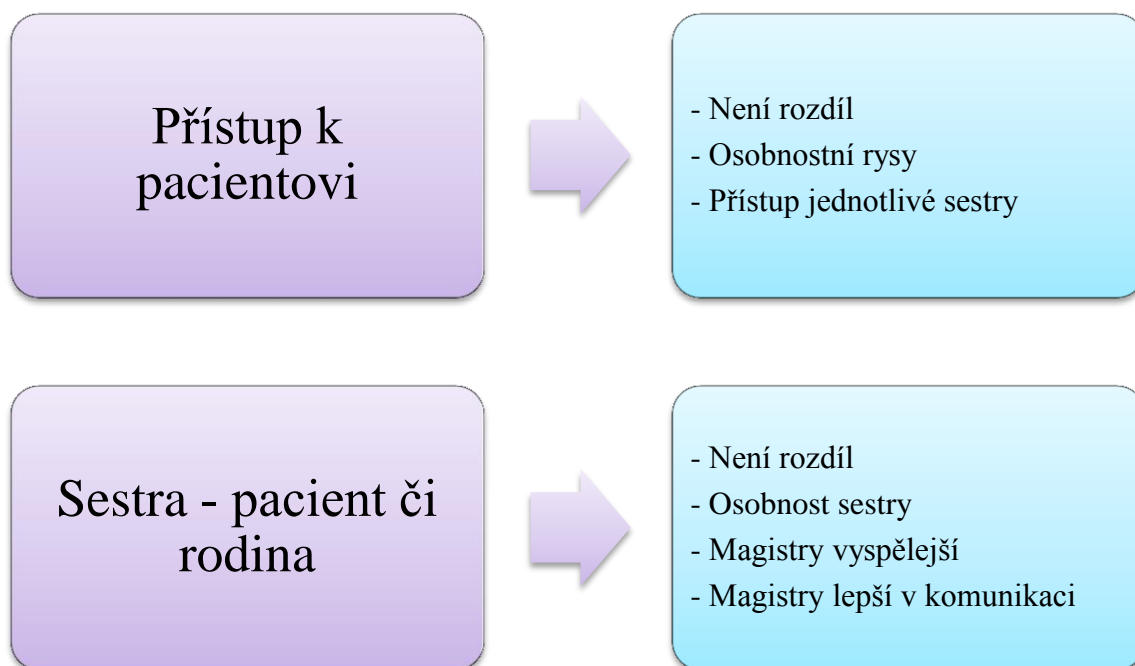 Přístup k
pacientovi
- Není rozdíl
- Osobnostní rysy
- Přístup jednotlivé sestry
Sestra - pacient či
rodina
- Není rozdíl
- Osobnost sestry
- Magistry vyspělejší
- Magistry lepší v komunikaci